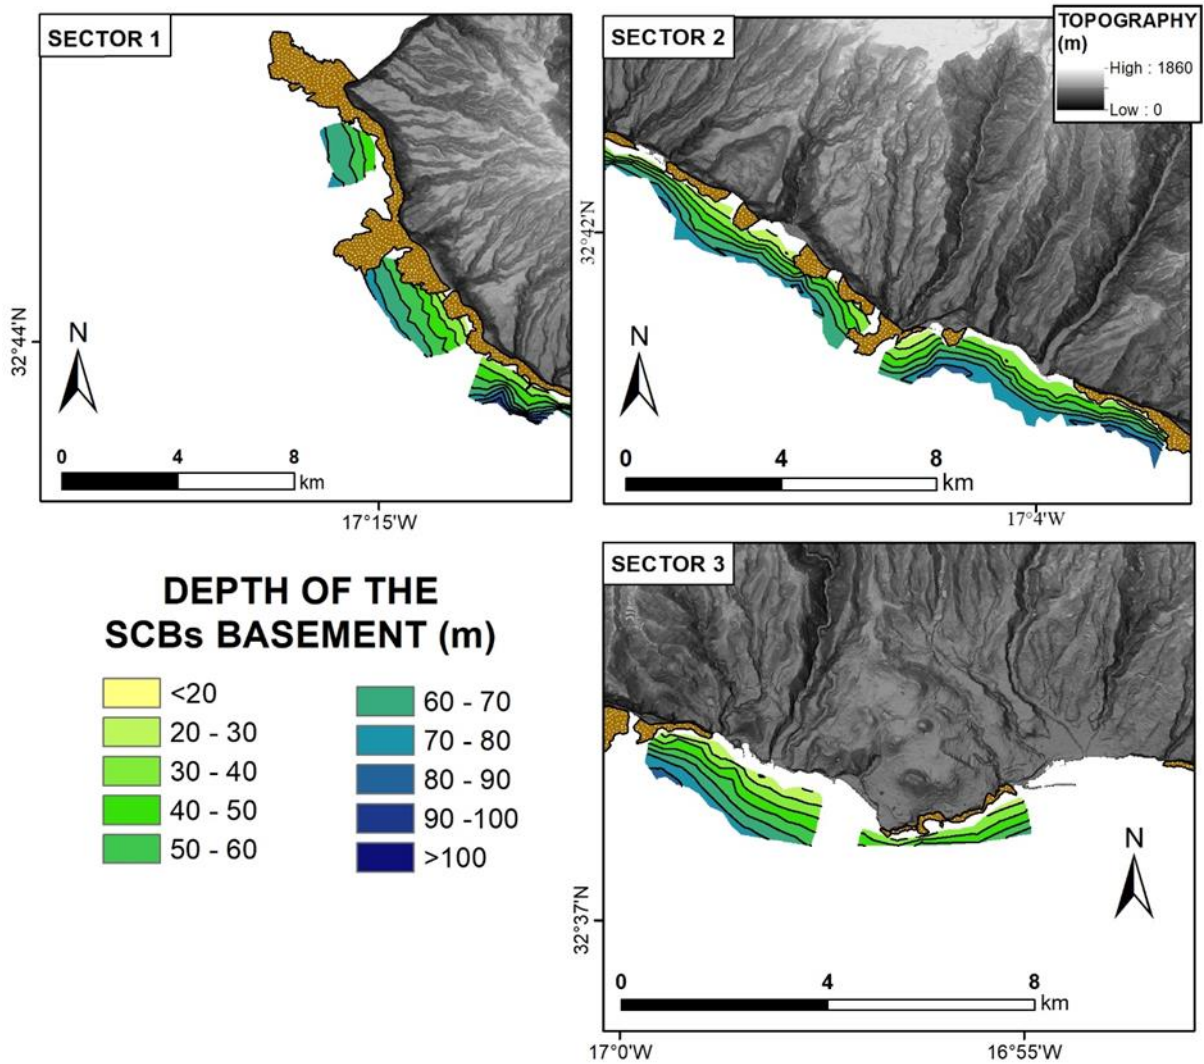 SECTOR 1
32°44'N
N
0 4 8
km
17°15'W
SECTOR 2
TOPOGRAPHY
(m)
High : 1860
Low : 0
32°42'N
N
0 4 8
km
17°4'W
DEPTH OF THE
SCBs BASEMENT (m)
<20
20 - 30
30 - 40
40 - 50
50 - 60
60 - 70
70 - 80
80 - 90
90 -100
>100
SECTOR 3
32°37'N
N
0 4 8
km
17°0'W
16°55'W